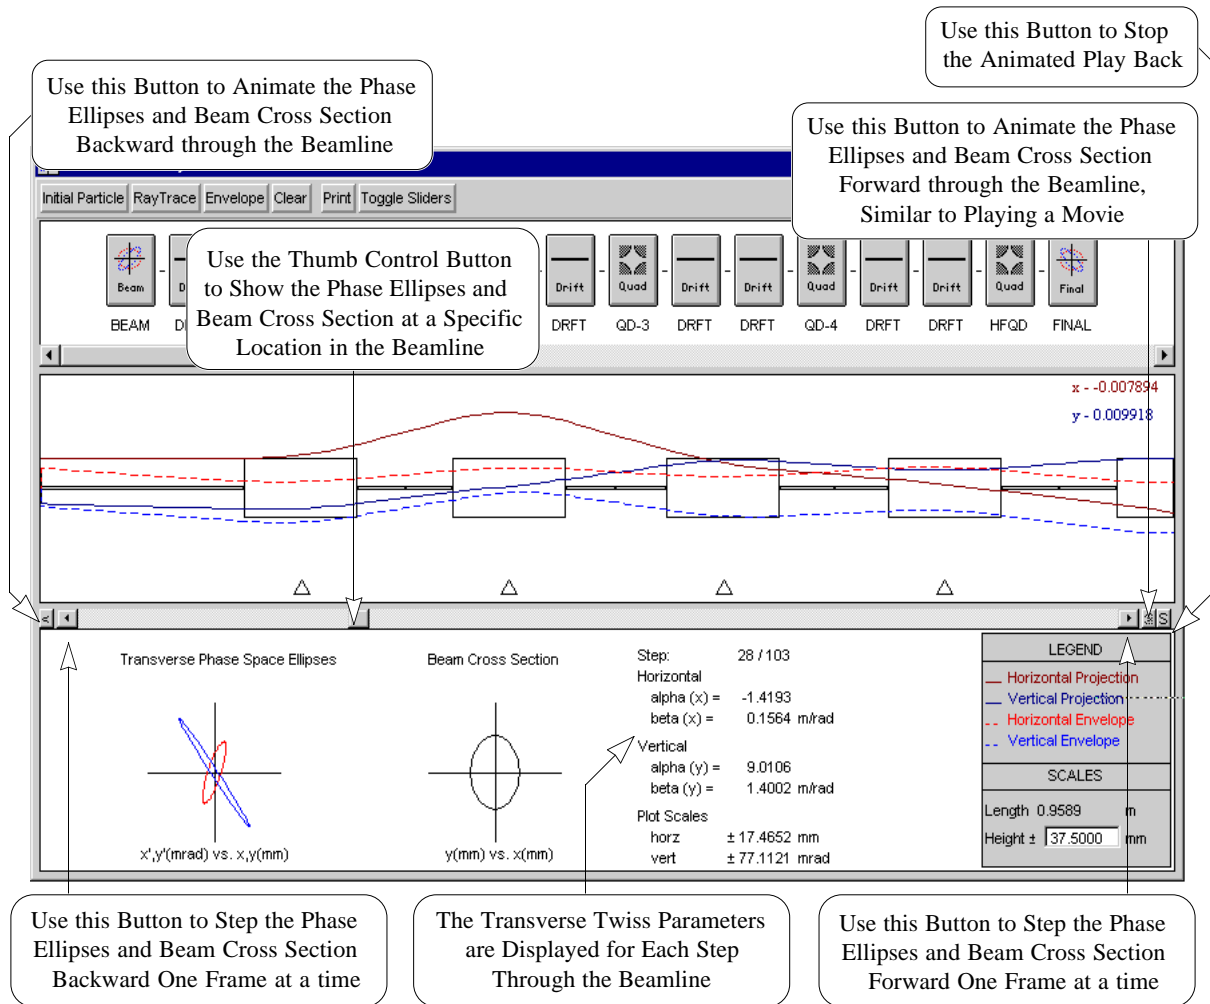 Use this Button to Stop
the Animated Play Back
Use this Button to Animate the Phase
Ellipses and Beam Cross Section
Backward through the Beamline
Use this Button to Animate the Phase
Ellipses and Beam Cross Section
Forward through the Beamline,
Similar to Playing a Movie
Initial Particle RayTrace Envelope Clear Print Toggle Sliders
Use the Thumb Control Button
to Show the Phase Ellipses and
Beam Cross Section at a Specific
Location in the Beamline
Beam Drift Quad Drift Drift Quad Drift Drift Quad Final
BEAM DRFT QD-3 DRFT DRFT QD-4 DRFT DRFT HFQD FINAL
x - -0.007894
y - 0.009918
< S
Transverse Phase Space Ellipses
x',y'(mrad) vs. x,y(mm)
Beam Cross Section
y(mm) vs. x(mm)
Step: 28 / 103
Horizontal
alpha (x) = -1.4193
beta (x) = 0.1564 m/rad
Vertical
alpha (y) = 9.0106
beta (y) = 1.4002 m/rad
Plot Scales
horz ± 17.4652 mm
vert ± 77.1121 mrad
LEGEND
Horizontal Projection
Vertical Projection
Horizontal Envelope
Vertical Envelope
SCALES
Length 0.9589 m
Height ± 37.5000 mm
Use this Button to Step the Phase
Ellipses and Beam Cross Section
Backward One Frame at a time
The Transverse Twiss Parameters
are Displayed for Each Step
Through the Beamline
Use this Button to Step the Phase
Ellipses and Beam Cross Section
Forward One Frame at a time